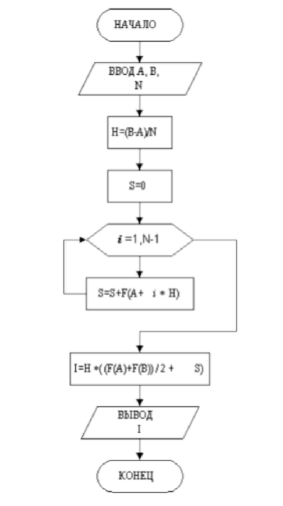 НАЧАЛО
ВВОД A, B,
N
H=(B-A)/N
S=0
i =1,N-1
S=S+F(A+ i * H)
I=H *( (F(A)+F(B)) / 2 + S)
ВЫВОД
I
КОНЕЦ